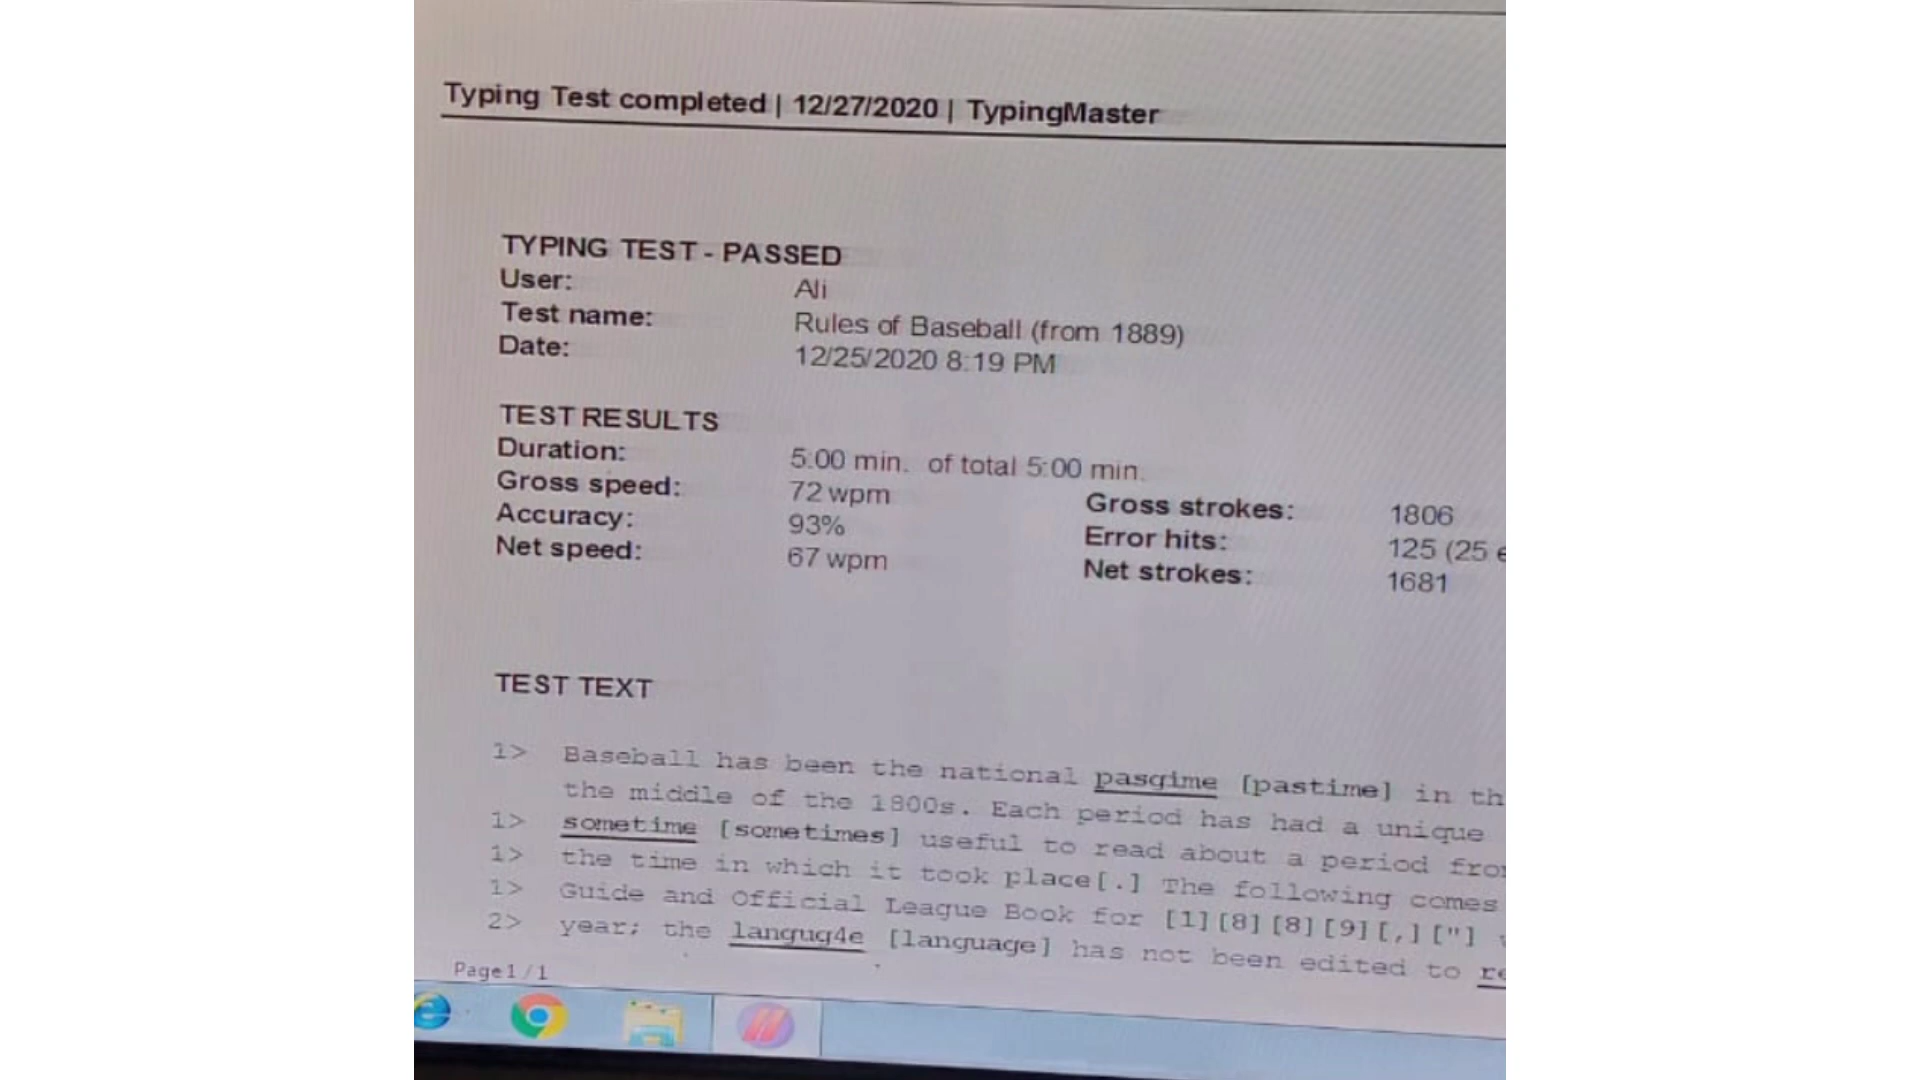 Typing Test completed | 12/27/2020 | TypingMaster
TYPING TEST - PASSED
User: Ali
Test name: Rules of Baseball (from 1889)
Date: 12/25/2020 8:19 PM
TEST RESULTS
Duration: 5:00 min. of total 5:00 min.
Gross speed: 72 wpm Gross strokes: 1806
Accuracy: 93% Error hits: 125 (25
Net speed: 67 wpm Net strokes: 1681
TEST TEXT
1> Baseball has been the national pasgime [pastime] in th
the middle of the 1800s. Each period has had a unique
1> sometime [sometimes] useful to read about a period from
1> the time in which it took place[.] The following comes
1> Guide and Official League Book for [1][8][8][9][,]["]
2> year; the langug4e [language] has not been edited to re
Page 1 / 1